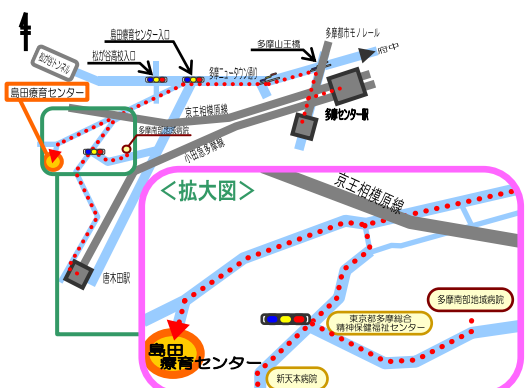 島田療育センター入口
多摩都市モノレール
松が谷高校入口
多摩山王橋
府中
松が谷トンネル
多摩ニュータウン通り
島田療育センター
京王相模原線
多摩センター駅
多摩南部地域病院
小田急多摩線
＜拡大図＞
京王相模原線
唐木田駅
多摩南部地域病院
東京都多摩総合
精神保健福祉センター
島田
療育センター
新天本病院